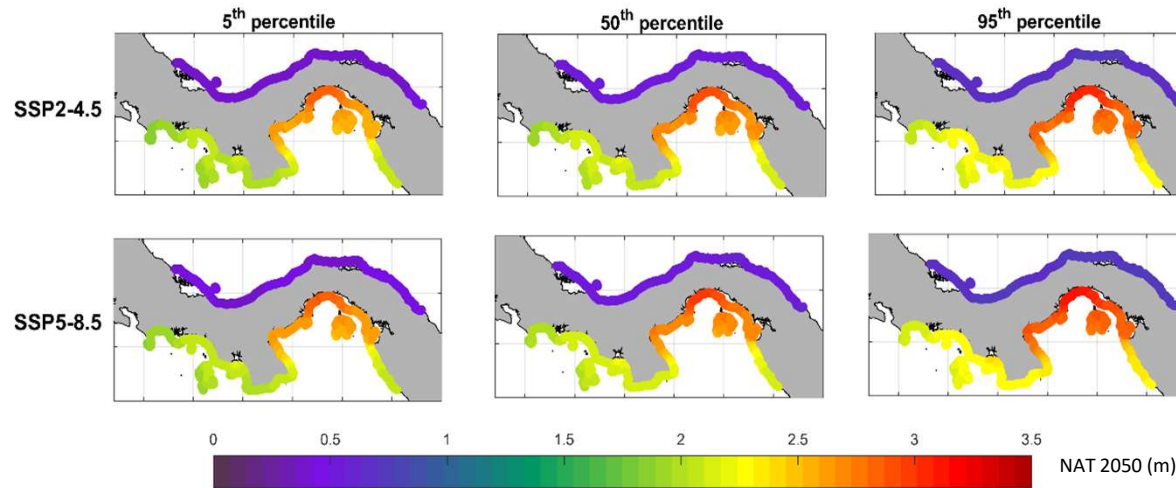 5th percentile 50th percentile 95th percentile
SSP2-4.5
SSP5-8.5
0 0.5 1 1.5 2 2.5 3 3.5
NAT 2050 (m)